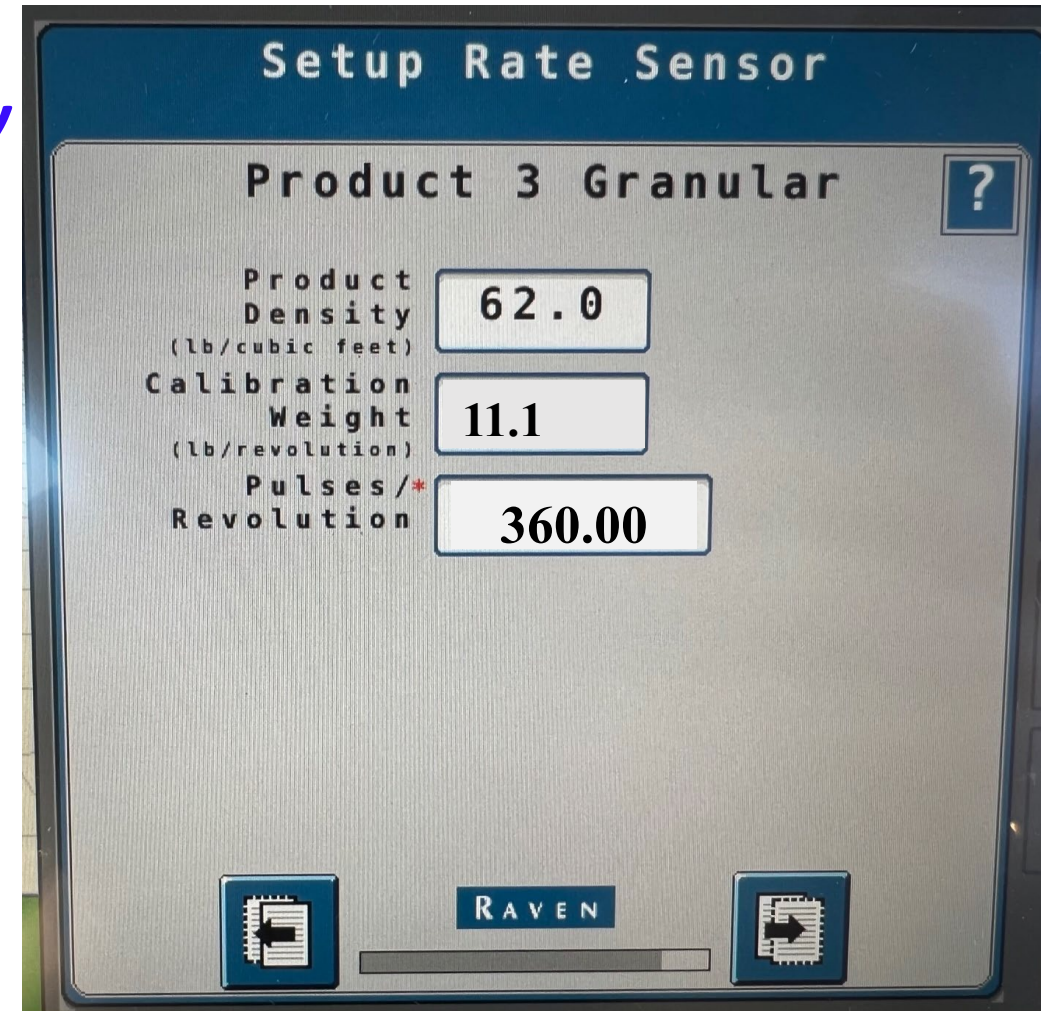 Setup Rate Sensor
Product 3 Granular
?
Product
Density
(lb/cubic feet)
62.0
Calibration
Weight
(lb/revolution)
11.1
Pulses/*
Revolution
360.00
RAVEN